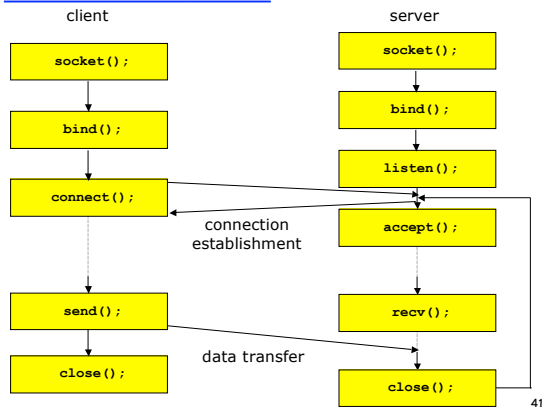 client
server
socket();
socket();
bind();
bind();
listen();
connect();
connection
establishment
accept();
send();
recv();
data transfer
close();
close();
41